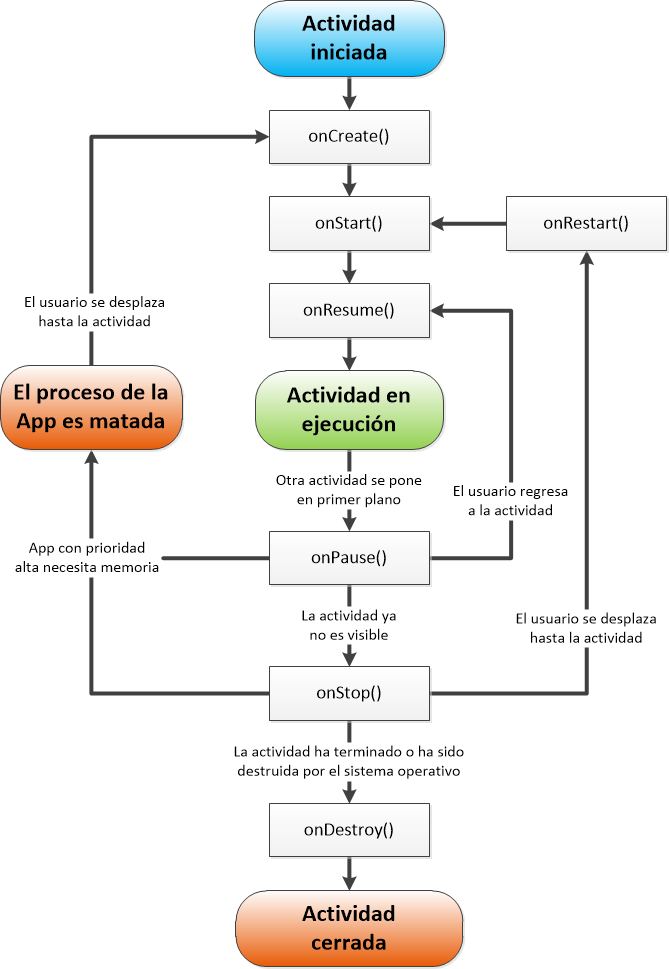 Actividad
iniciada
onCreate()
onStart()
onRestart()
onResume()
El usuario se desplaza
hasta la actividad
El proceso de la
App es matada
Actividad en
ejecución
Otra actividad se pone
en primer plano
El usuario regresa
a la actividad
App con prioridad
alta necesita memoria
onPause()
La actividad ya
no es visible
El usuario se desplaza
hasta la actividad
onStop()
La actividad ha terminado o ha sido
destruida por el sistema operativo
onDestroy()
Actividad
cerrada